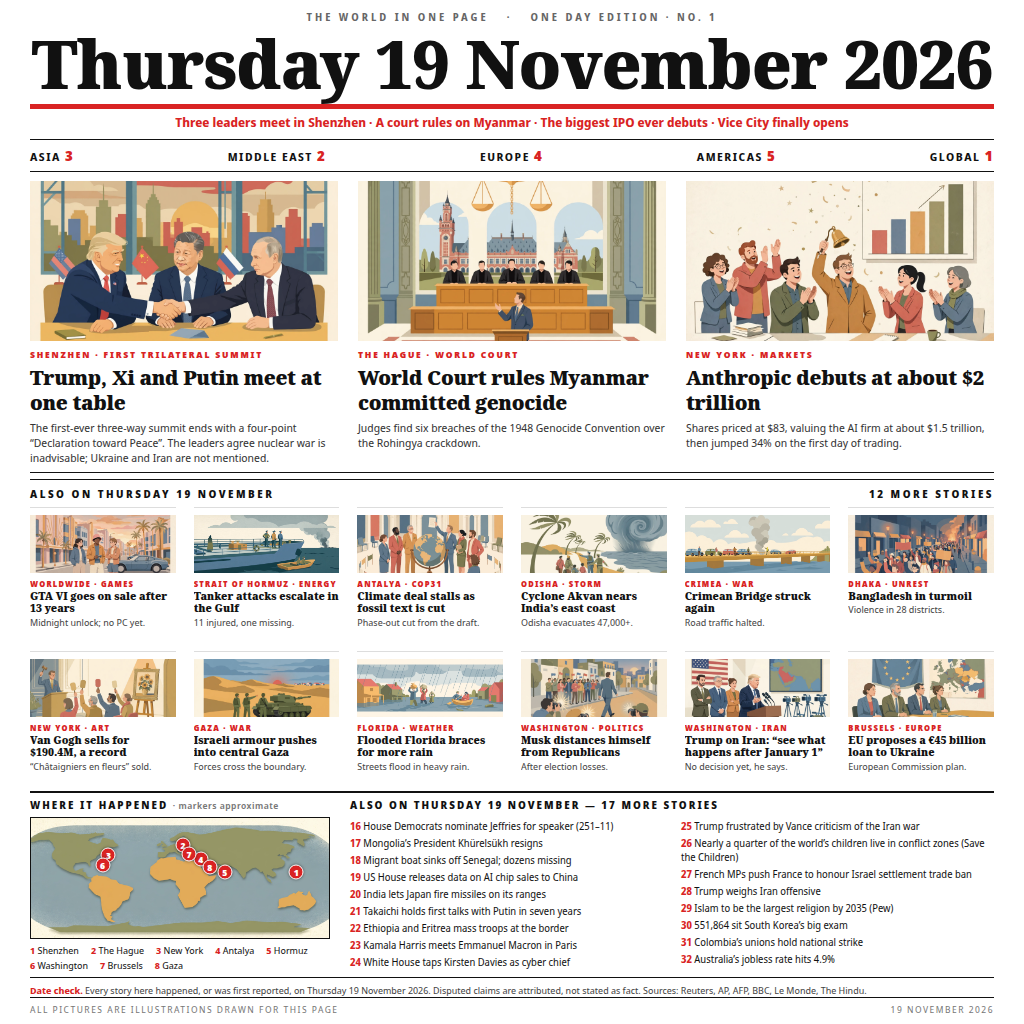 THE WORLD IN ONE PAGE · ONE DAY EDITION · NO. 1
Thursday 19 November 2026
Three leaders meet in Shenzhen · A court rules on Myanmar · The biggest IPO ever debuts · Vice City finally opens
ASIA 3
MIDDLE EAST 2
EUROPE 4
AMERICAS 5
GLOBAL 1
SHENZHEN · FIRST TRILATERAL SUMMIT
Trump, Xi and Putin meet at
one table
The first-ever three-way summit ends with a four-point
“Declaration toward Peace”. The leaders agree nuclear war is
inadvisable; Ukraine and Iran are not mentioned.
THE HAGUE · WORLD COURT
World Court rules Myanmar
committed genocide
Judges find six breaches of the 1948 Genocide Convention over
the Rohingya crackdown.
NEW YORK · MARKETS
Anthropic debuts at about $2
trillion
Shares priced at $83, valuing the AI firm at about $1.5 trillion,
then jumped 34% on the first day of trading.
ALSO ON THURSDAY 19 NOVEMBER
12 MORE STORIES
WORLDWIDE · GAMES
GTA VI goes on sale after
13 years
Midnight unlock; no PC yet.
STRAIT OF HORMUZ · ENERGY
Tanker attacks escalate in
the Gulf
11 injured, one missing.
ANTALYA · COP31
Climate deal stalls as
fossil text is cut
Phase-out cut from the draft.
ODISHA · STORM
Cyclone Akvan nears
India’s east coast
Odisha evacuates 47,000+.
CRIMEA · WAR
Crimean Bridge struck
again
Road traffic halted.
DHAKA · UNREST
Bangladesh in turmoil
Violence in 28 districts.
NEW YORK · ART
Van Gogh sells for
$190.4M, a record
“Châtaigniers en fleurs” sold.
GAZA · WAR
Israeli armour pushes
into central Gaza
Forces cross the boundary.
FLORIDA · WEATHER
Flooded Florida braces
for more rain
Streets flood in heavy rain.
WASHINGTON · POLITICS
Musk distances himself
from Republicans
After election losses.
WASHINGTON · IRAN
Trump on Iran: “see what
happens after January 1”
No decision yet, he says.
BRUSSELS · EUROPE
EU proposes a €45 billion
loan to Ukraine
European Commission plan.
WHERE IT HAPPENED · markers approximate
3
6
2
7
4
8
5
1
1 Shenzhen 2 The Hague 3 New York 4 Antalya 5 Hormuz
6 Washington 7 Brussels 8 Gaza
ALSO ON THURSDAY 19 NOVEMBER — 17 MORE STORIES
16 House Democrats nominate Jeffries for speaker (251–11)
17 Mongolia’s President Khürelsükh resigns
18 Migrant boat sinks off Senegal; dozens missing
19 US House releases data on AI chip sales to China
20 India lets Japan fire missiles on its ranges
21 Takaichi holds first talks with Putin in seven years
22 Ethiopia and Eritrea mass troops at the border
23 Kamala Harris meets Emmanuel Macron in Paris
24 White House taps Kirsten Davies as cyber chief
25 Trump frustrated by Vance criticism of the Iran war
26 Nearly a quarter of the world’s children live in conflict zones (Save
the Children)
27 French MPs push France to honour Israel settlement trade ban
28 Trump weighs Iran offensive
29 Islam to be the largest religion by 2035 (Pew)
30 551,864 sit South Korea’s big exam
31 Colombia’s unions hold national strike
32 Australia’s jobless rate hits 4.9%
Date check. Every story here happened, or was first reported, on Thursday 19 November 2026. Disputed claims are attributed, not stated as fact. Sources: Reuters, AP, AFP, BBC, Le Monde, The Hindu.
ALL PICTURES ARE ILLUSTRATIONS DRAWN FOR THIS PAGE
19 NOVEMBER 2026